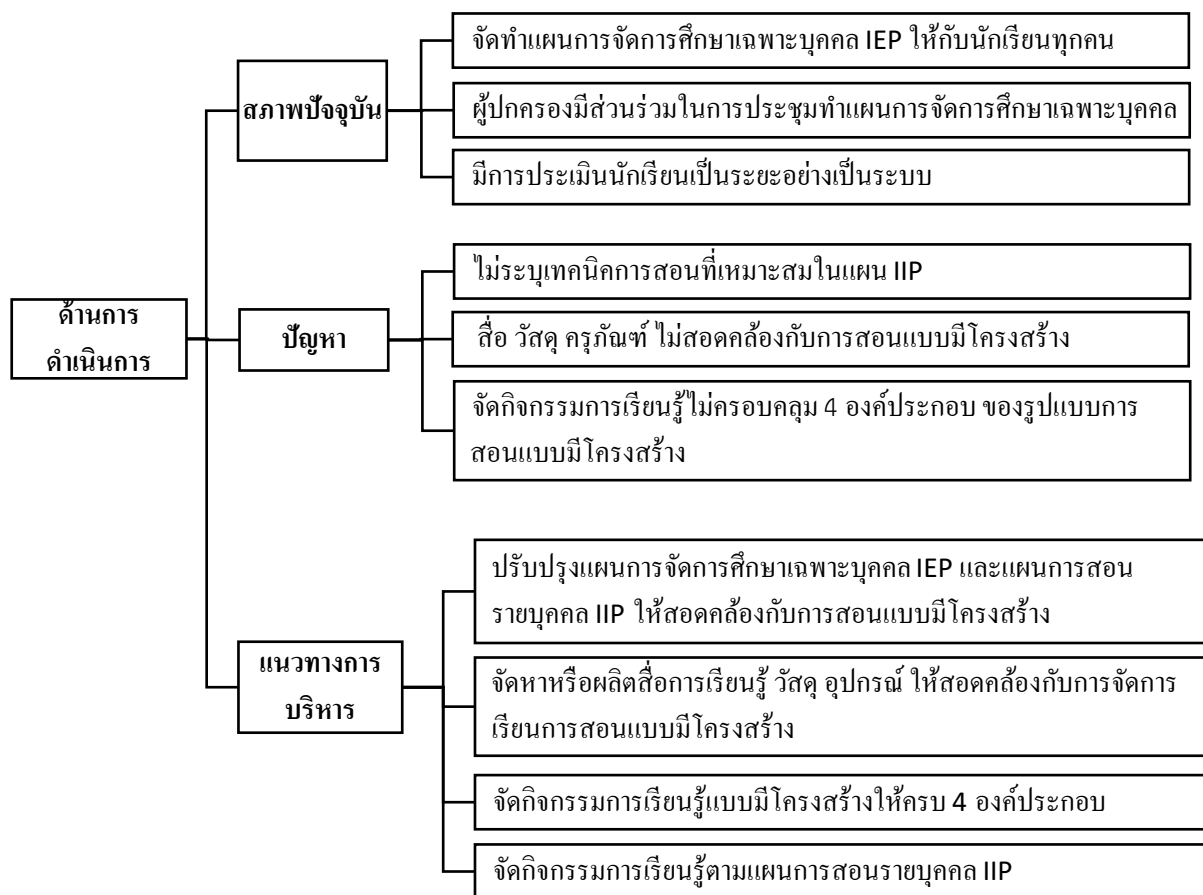 ด้านการ
ดำเนินการ
สภาพปัจจุบัน
จัดทำแผนการจัดการศึกษาเฉพาะบุคคล IEP ให้กับนักเรียนทุกคน
ผู้ปกครองมีส่วนร่วมในการประชุมทำแผนการจัดการศึกษาเฉพาะบุคคล
มีการประเมินนักเรียนเป็นระยะอย่างเป็นระบบ
ปัญหา
ไม่ระบุเทคนิคการสอนที่เหมาะสมในแผน IIP
สื่อ วัสดุ ครุภัณฑ์ ไม่สอดคล้องกับการสอนแบบมีโครงสร้าง
จัดกิจกรรมการเรียนรู้ไม่ครอบคลุม 4 องค์ประกอบ ของรูปแบบการ
สอนแบบมีโครงสร้าง
แนวทางการ
บริหาร
ปรับปรุงแผนการจัดการศึกษาเฉพาะบุคคล IEP และแผนการสอน
รายบุคคล IIP ให้สอดคล้องกับการสอนแบบมีโครงสร้าง
จัดหาหรือผลิตสื่อการเรียนรู้ วัสดุ อุปกรณ์ ให้สอดคล้องกับการจัดการ
เรียนการสอนแบบมีโครงสร้าง
จัดกิจกรรมการเรียนรู้แบบมีโครงสร้างให้ครบ 4 องค์ประกอบ
จัดกิจกรรมการเรียนรู้ตามแผนการสอนรายบุคคล IIP